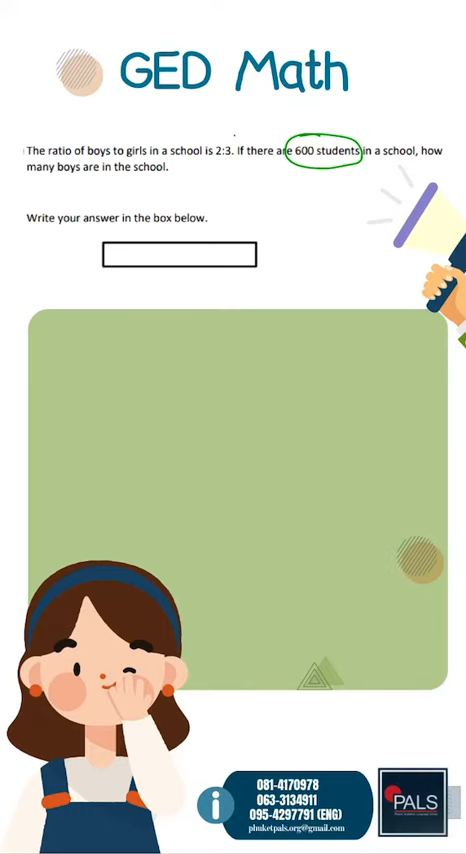 GED Math
The ratio of boys to girls in a school is 2:3. If there are 600 students in a school, how
many boys are in the school.
Write your answer in the box below.
081-4170978
063-3134911
095-4297791 (ENG)
phuketpals.org@gmail.com
PALS